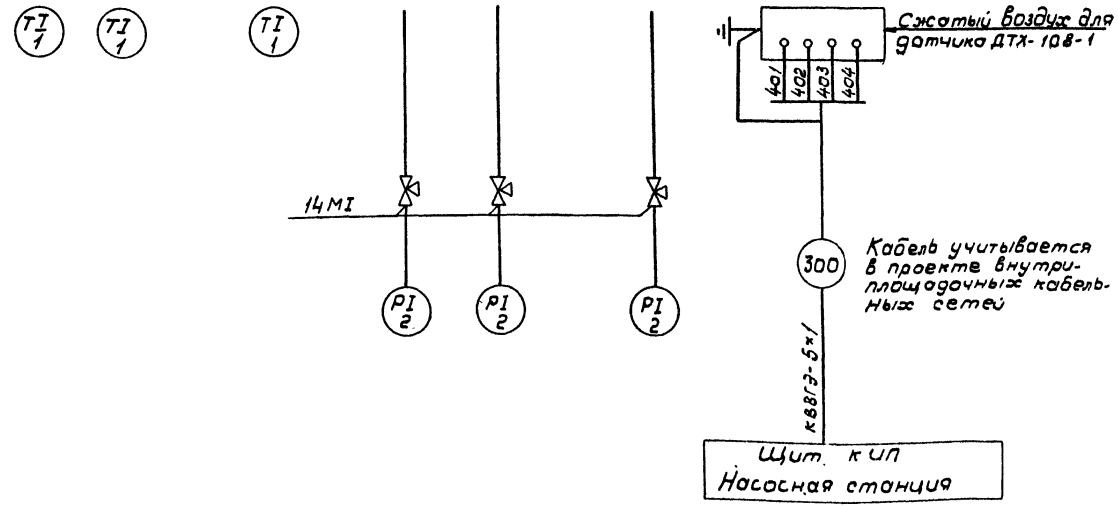 TI
1
TI
1
TI
1
Сжатый воздух для
датчика ДТХ-108-1
401
402
403
404
14МI
300
Кабель учитывается
в проекте внутри-
площадочных кабель-
ных сетей
PI
2
PI
2
PI
2
КВВГЭ-5×1
Щит КИП
Насосная станция